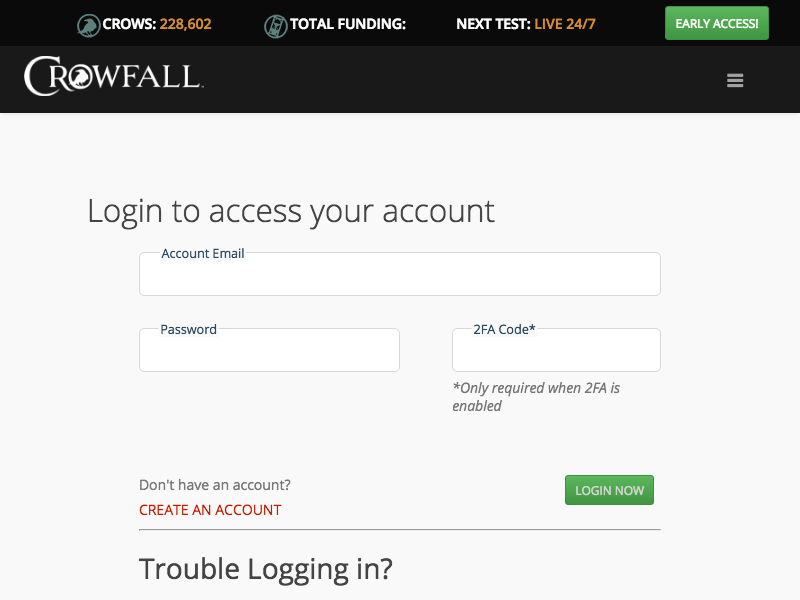 CROWS: 228,602 TOTAL FUNDING: NEXT TEST: LIVE 24/7 EARLY ACCESS!
CROWFALL
Login to access your account
Account Email
Password 2FA Code*
*Only required when 2FA is
enabled
Don't have an account?
LOGIN NOW
CREATE AN ACCOUNT
Trouble Logging in?